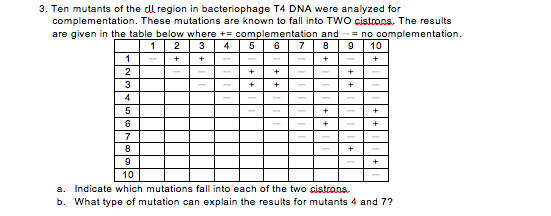 3. Ten mutants of the rll region in bacteriophage T4 DNA were analyzed for
complementation. These mutations are known to fall into TWO cistrons. The results
are given in the table below where += complementation and — = no complementation.
1 2 3 4 5 6 7 8 9 10
1 — + + — — — — + — +
2 — — — + + — — + —
3 — — + + — — + —
4 — — — — — — —
5 — — — + — +
6 — — + — +
7 — — — —
8 — + —
9 — +
10 —
a. Indicate which mutations fall into each of the two cistrons.
b. What type of mutation can explain the results for mutants 4 and 7?